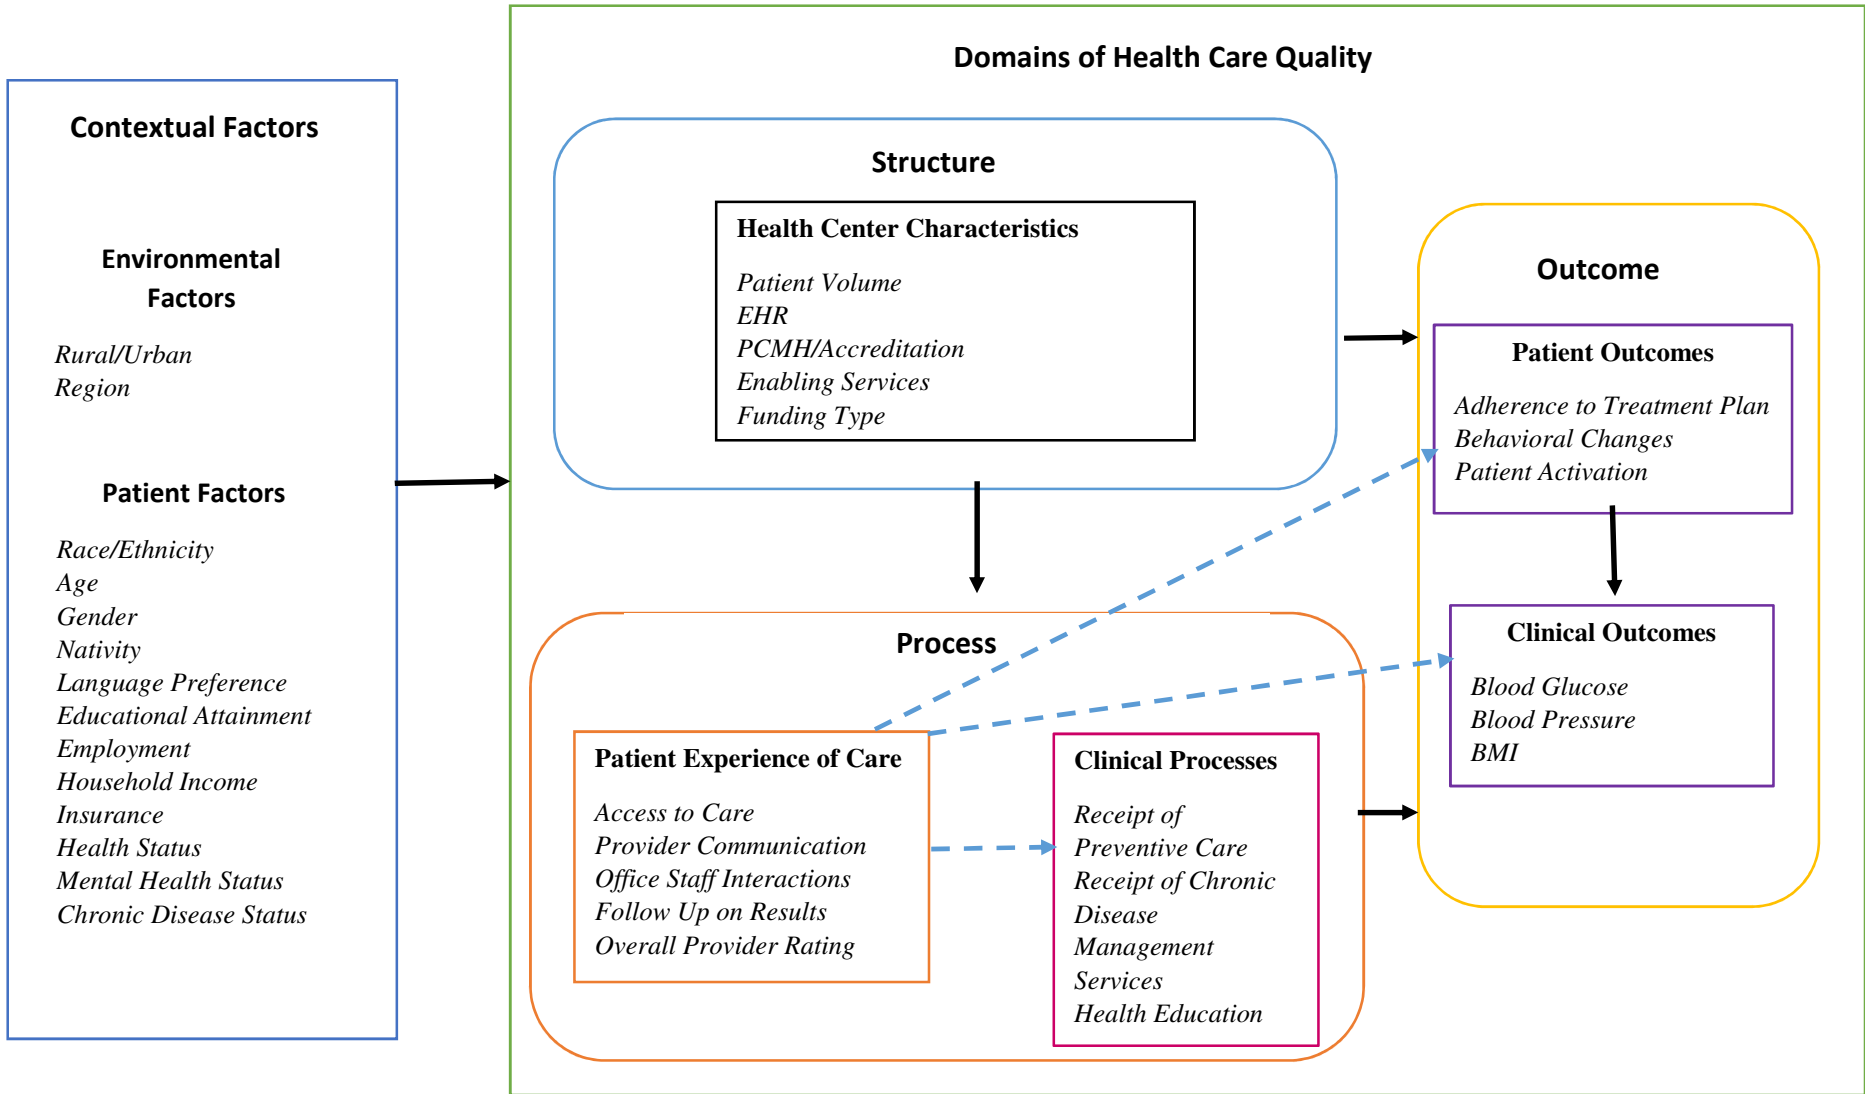 Domains of Health Care Quality
Contextual Factors
Environmental
Factors
Rural/Urban
Region
Patient Factors
Race/Ethnicity
Age
Gender
Nativity
Language Preference
Educational Attainment
Employment
Household Income
Insurance
Health Status
Mental Health Status
Chronic Disease Status
Structure
Health Center Characteristics
Patient Volume
EHR
PCMH/Accreditation
Enabling Services
Funding Type
Process
Patient Experience of Care
Access to Care
Provider Communication
Office Staff Interactions
Follow Up on Results
Overall Provider Rating
Clinical Processes
Receipt of
Preventive Care
Receipt of Chronic
Disease
Management
Services
Health Education
Outcome
Patient Outcomes
Adherence to Treatment Plan
Behavioral Changes
Patient Activation
Clinical Outcomes
Blood Glucose
Blood Pressure
BMI